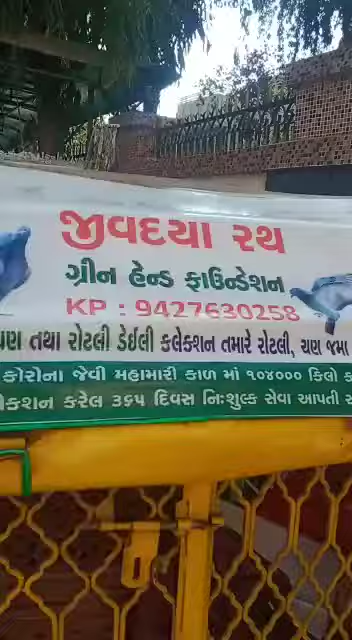 જીવદયા રથ
ગ્રીન હેન્ડ ફાઉન્ડેશન
KP : 9427630258
તથા રોટલી ડેઈલી કલેક્શન તમારે રોટલી, ચણ જમા
કોરોના જેવી મહામારી કાળ માં ૧૦૪૦૦૦ કિલો
કરેલ ૩૬૫ દિવસ નિઃશુલ્ક સેવા આપતી